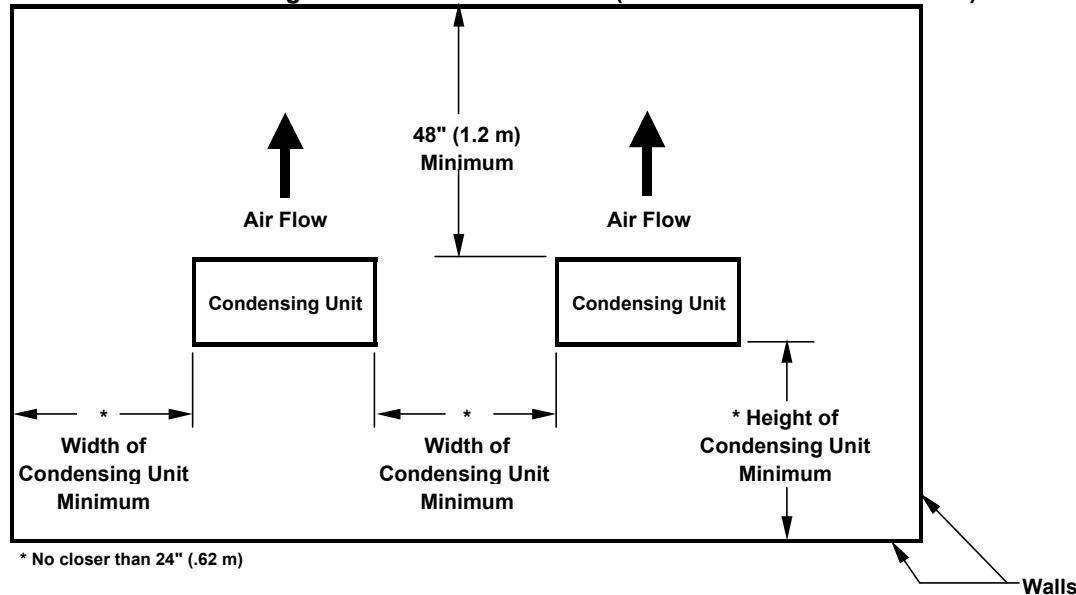 48" (1.2 m)
Minimum
Air Flow
Air Flow
Condensing Unit
Condensing Unit
*
Width of
Condensing Unit
Minimum
*
Width of
Condensing Unit
Minimum
* Height of
Condensing Unit
Minimum
* No closer than 24" (.62 m)
Walls